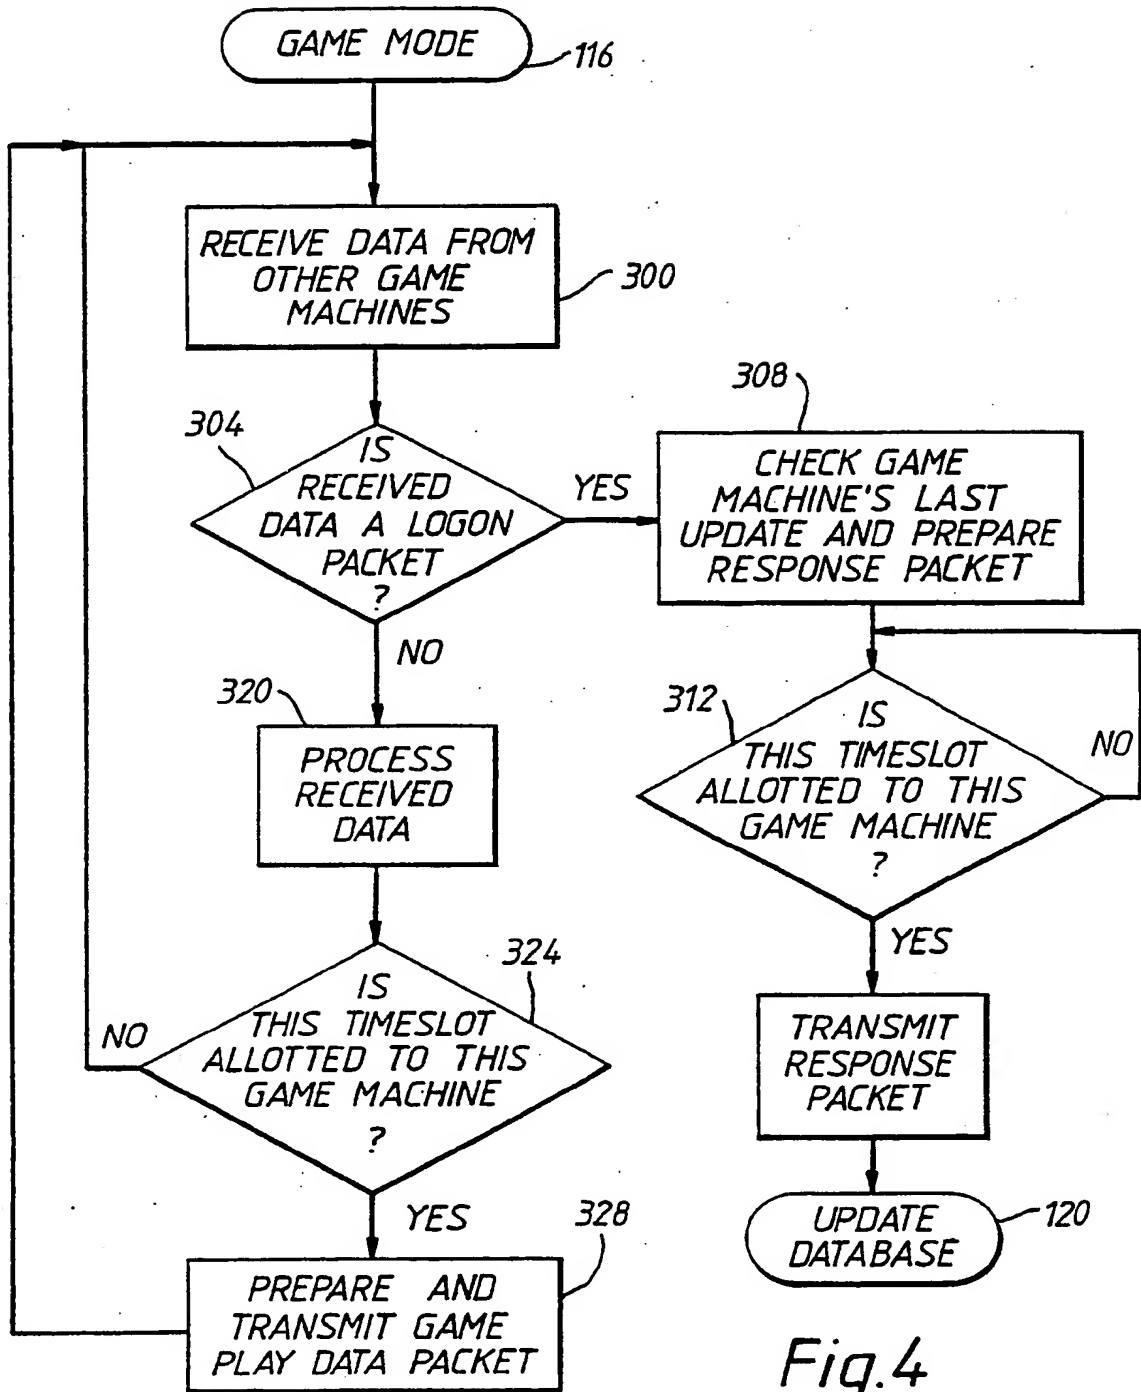 GAME MODE
116
RECEIVE DATA FROM
OTHER GAME
MACHINES
300
304
IS
RECEIVED
DATA A LOGON
PACKET
?
YES
NO
308
CHECK GAME
MACHINE'S LAST
UPDATE AND PREPARE
RESPONSE PACKET
312
IS
THIS TIMESLOT
ALLOTTED TO THIS
GAME MACHINE
?
NO
YES
320
PROCESS
RECEIVED
DATA
324
IS
THIS TIMESLOT
ALLOTTED TO THIS
GAME MACHINE
?
NO
YES
TRANSMIT
RESPONSE
PACKET
328
PREPARE AND
TRANSMIT GAME
PLAY DATA PACKET
UPDATE
DATABASE
120
Fig.4